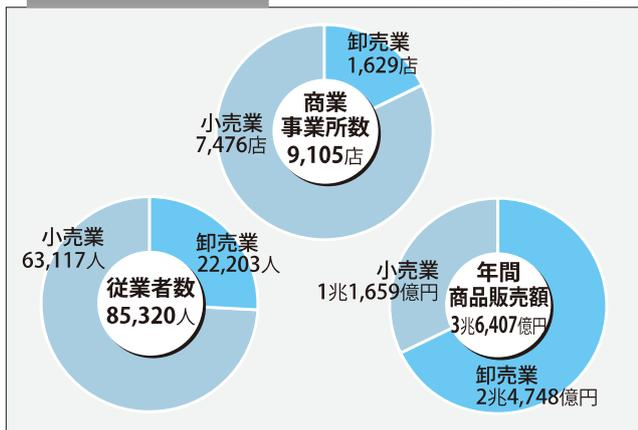 卸売業
1,629店
小売業
7,476店
商業
事業所数
9,105店
小売業
63,117人
卸売業
22,203人
従業者数
85,320人
小売業
1兆1,659億円
年間
商品販売額
3兆6,407億円
卸売業
2兆4,748億円